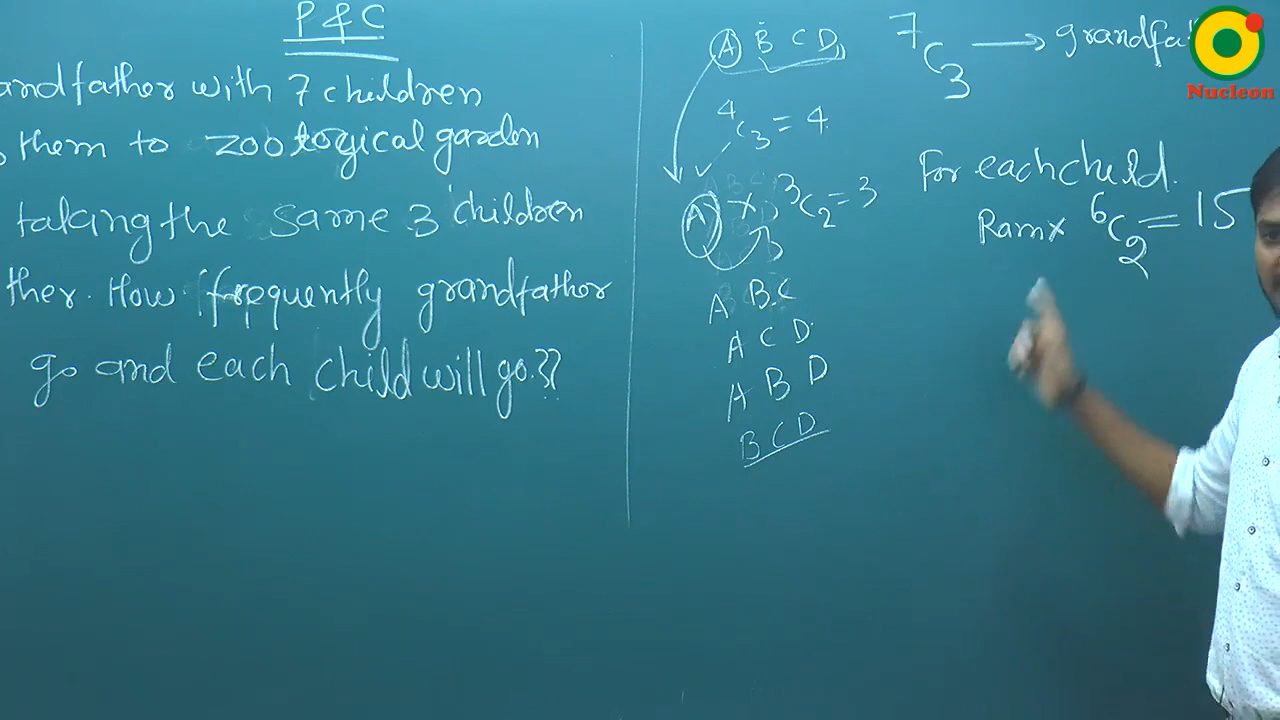 P & C
andfather with 7 children
them to zoological garden
taking the same 3 children
ther. How frequently grandfather
go and each child will go.??
A B C D
⁴C₃ = 4
A ³C₂ = 3
A B C
A C D
A B D
B C D
⁷C₃ → grandfat
For each child.
Ram x ⁶C₂ = 15
Nucleon